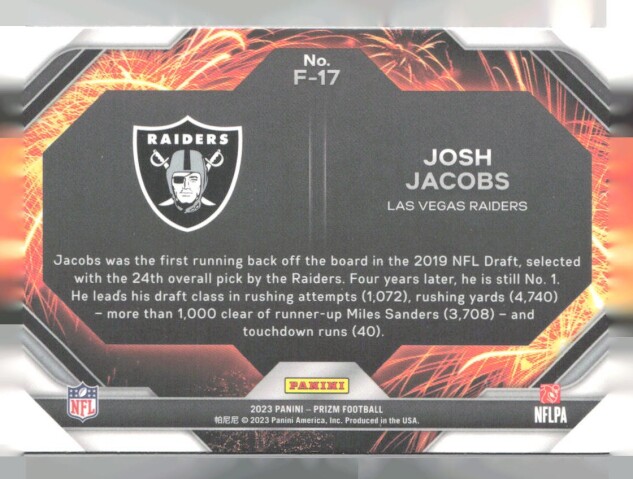 No.
F-17
RAIDERS
JOSH
JACOBS
LAS VEGAS RAIDERS
Jacobs was the first running back off the board in the 2019 NFL Draft, selected
with the 24th overall pick by the Raiders. Four years later, he is still No. 1.
He leads his draft class in rushing attempts (1,072), rushing yards (4,740)
– more than 1,000 clear of runner-up Miles Sanders (3,708) – and
touchdown runs (40).
PANINI
NFL
2023 PANINI – PRIZM FOOTBALL
帕尼尼 © 2023 Panini America, Inc. Produced in the USA.
NFLPA